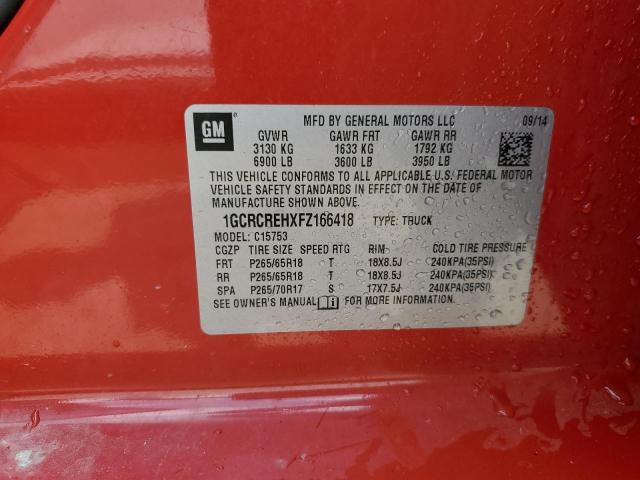 GM ® MFD BY GENERAL MOTORS LLC 09/14
GVWR GAWR FRT GAWR RR
3130 KG 1633 KG 1792 KG
6900 LB 3600 LB 3950 LB
THIS VEHICLE CONFORMS TO ALL APPLICABLE U.S. FEDERAL MOTOR
VEHICLE SAFETY STANDARDS IN EFFECT ON THE DATE OF
MANUFACTURE SHOWN ABOVE.
1GCRCREHXFZ166418 TYPE: TRUCK
MODEL: C15753
CGZP TIRE SIZE SPEED RTG RIM COLD TIRE PRESSURE
FRT P265/65R18 T 18X8.5J 240KPA(35PSI)
RR P265/65R18 T 18X8.5J 240KPA(35PSI)
SPA P265/70R17 S 17X7.5J 240KPA(35PSI)
SEE OWNER'S MANUAL i FOR MORE INFORMATION.